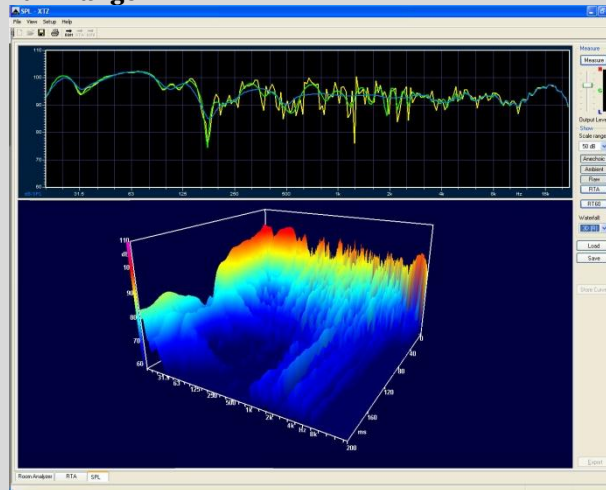 SPL - XTZ
File View Setup Help
110
100
90
80
70
60
31.5 63 125 250 500 1k 2k 4k 8k Hz 16k
Measure
Measure
Output Level
Show
Scale range
50 dB
Anechoic
Ambient
Raw
RTA
RT60
Waterfall
3D (R)
Load
Save
Export
110
dB
90
80
70
60
31.5 63 125 250 500 1k 2k 4k Hz 8k
0
40
80
120
160
ms
200
Room Analyzer RTA SPL